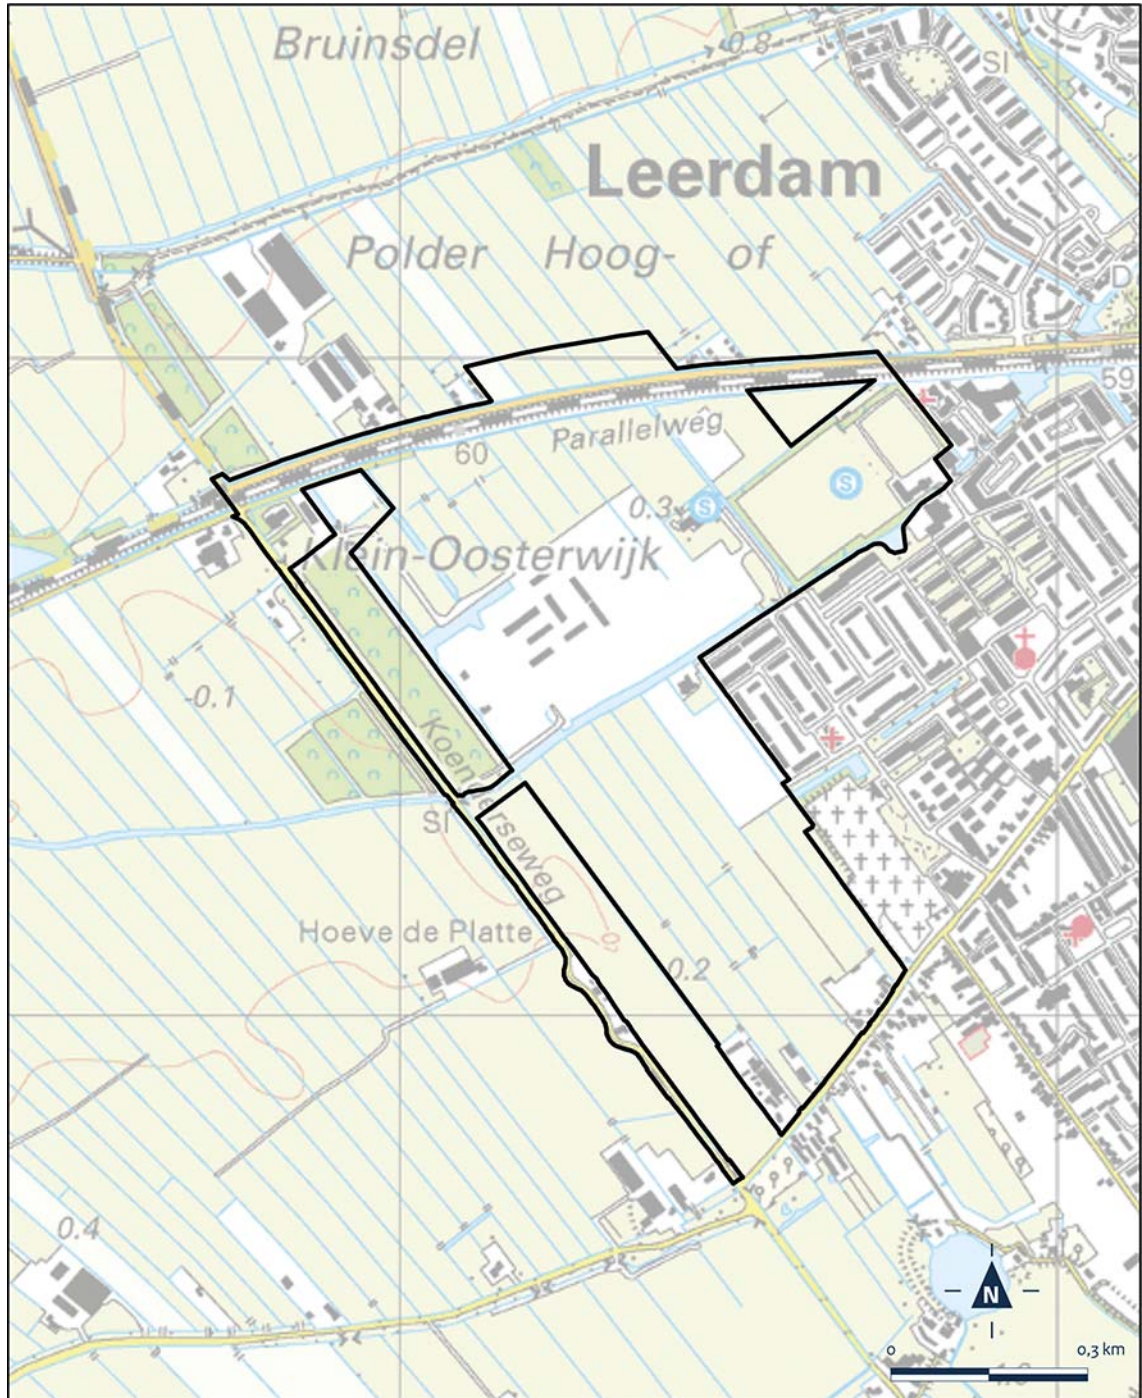 Bruinsdel
0.8
SI
Leerdam
Polder Hoog- of
D
59
Parallelweg
60
0.3
S
S
Klein-Oosterwijk
-0.1
Koenderseweg
SI
Hoeve de Platte
0.2
0.4
N
0
0,3 km